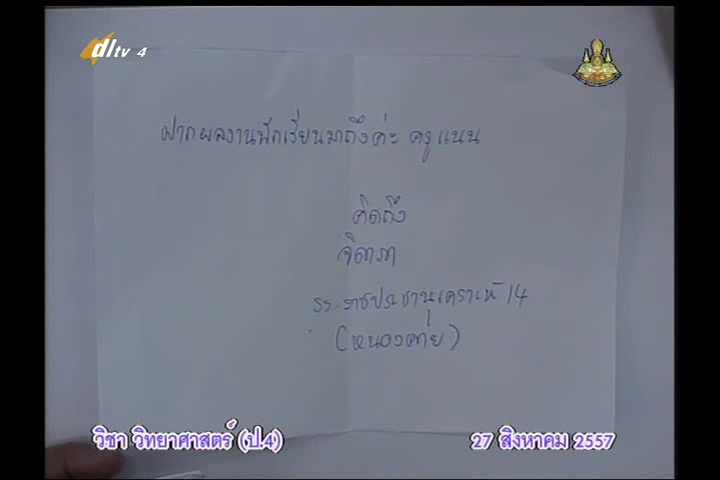 dltv 4
ฝากผลงานนักเรียนมาถึงค่ะ ครูแนน
คิดถึง
จิดาภา
รร.ราชประชานุเคราะห์ 14
(หนองคาย)
วิชา วิทยาศาสตร์ (ป.4)
27 สิงหาคม 2557